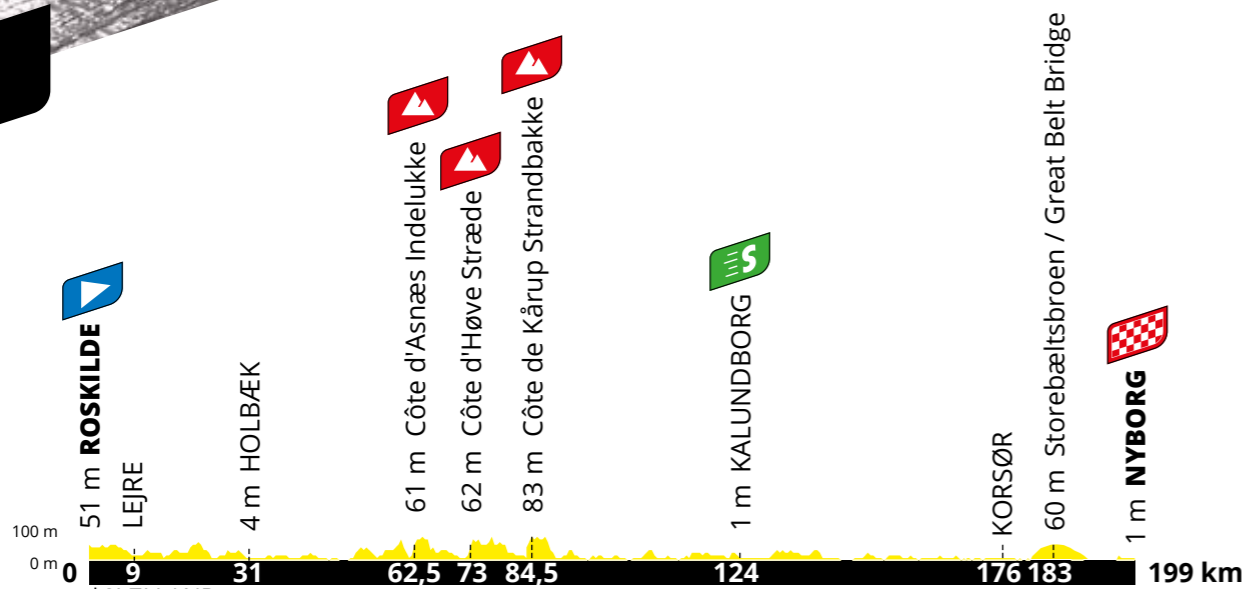 51 m ROSKILDE
LEJRE
4 m HOLBÆK
61 m Côte d'Asnæs Indelukke
62 m Côte d'Høve Stræde
83 m Côte de Kårup Strandbakke
S
1 m KALUNDBORG
KORSØR
60 m Storebæltsbroen / Great Belt Bridge
1 m NYBORG
100 m
0 m
0 9 31 62,5 73 84,5 124 176 183 199 km